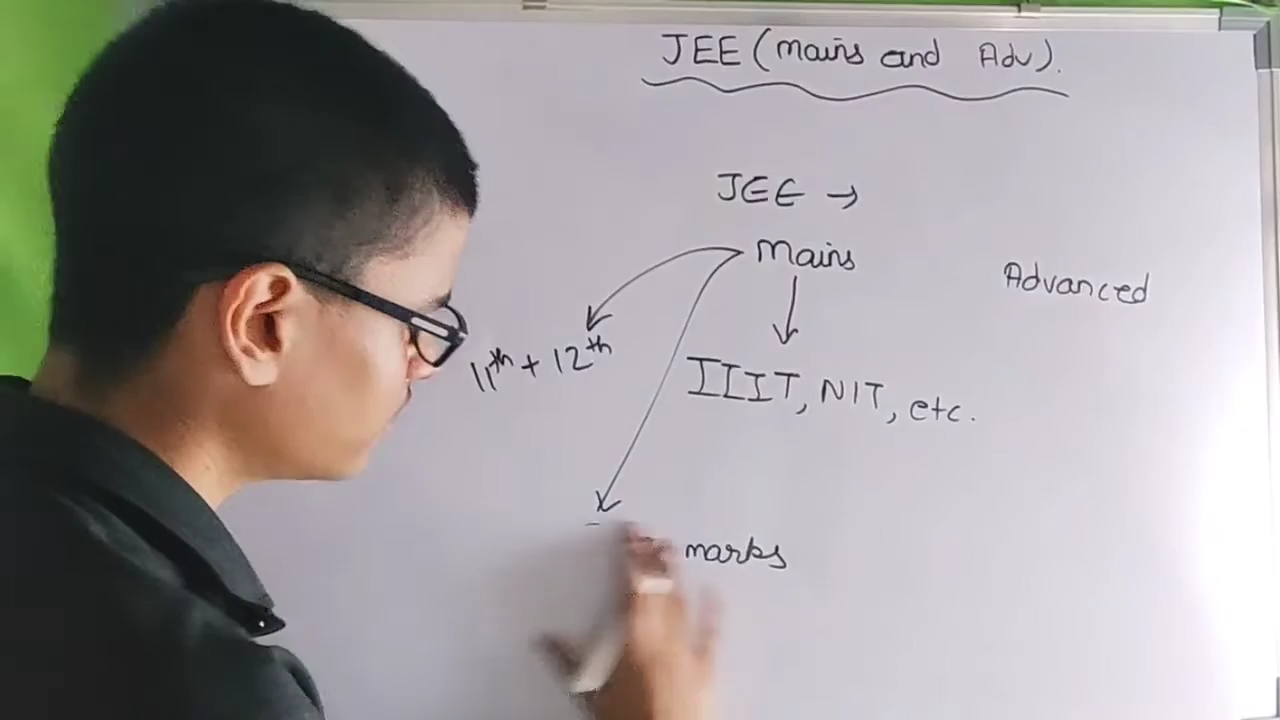 JEE (Mains and Adv).
JEE →
Mains
Advanced
11th + 12th
IIIT, NIT, etc.
marks